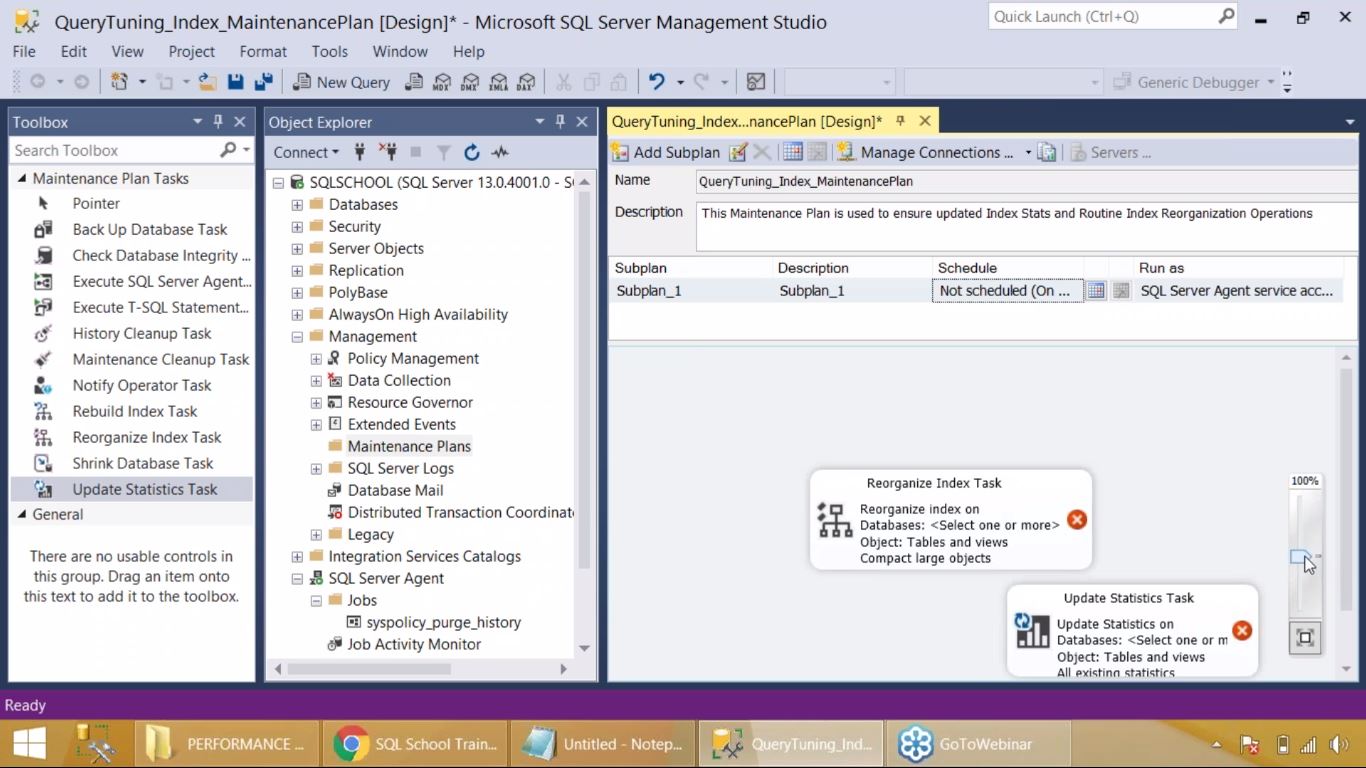 QueryTuning_Index_MaintenancePlan [Design]* - Microsoft SQL Server Management Studio
Quick Launch (Ctrl+Q)
File Edit View Project Format Tools Window Help
New Query
MDX DMX XMLA DAX
Generic Debugger
Toolbox
Search Toolbox
Maintenance Plan Tasks
Pointer
Back Up Database Task
Check Database Integrity ...
Execute SQL Server Agent...
Execute T-SQL Statement...
History Cleanup Task
Maintenance Cleanup Task
Notify Operator Task
Rebuild Index Task
Reorganize Index Task
Shrink Database Task
Update Statistics Task
General
There are no usable controls in
this group. Drag an item onto
this text to add it to the toolbox.
Object Explorer
Connect
SQLSCHOOL (SQL Server 13.0.4001.0 - S
Databases
Security
Server Objects
Replication
PolyBase
AlwaysOn High Availability
Management
Policy Management
Data Collection
Resource Governor
Extended Events
Maintenance Plans
SQL Server Logs
Database Mail
Distributed Transaction Coordinat
Legacy
Integration Services Catalogs
SQL Server Agent
Jobs
syspolicy_purge_history
Job Activity Monitor
QueryTuning_Index...nancePlan [Design]*
Add Subplan
Manage Connections ...
Servers ...
Name QueryTuning_Index_MaintenancePlan
Description This Maintenance Plan is used to ensure updated Index Stats and Routine Index Reorganization Operations
Subplan Description Schedule Run as
Subplan_1 Subplan_1 Not scheduled (On ... SQL Server Agent service acc...
Reorganize Index Task
Reorganize index on
Databases: <Select one or more>
Object: Tables and views
Compact large objects
100%
Update Statistics Task
Update Statistics on
Databases: <Select one or m
Object: Tables and views
All existing statistics
Ready
PERFORMANCE ...
SQL School Train...
Untitled - Notep...
QueryTuning_Ind...
GoToWebinar